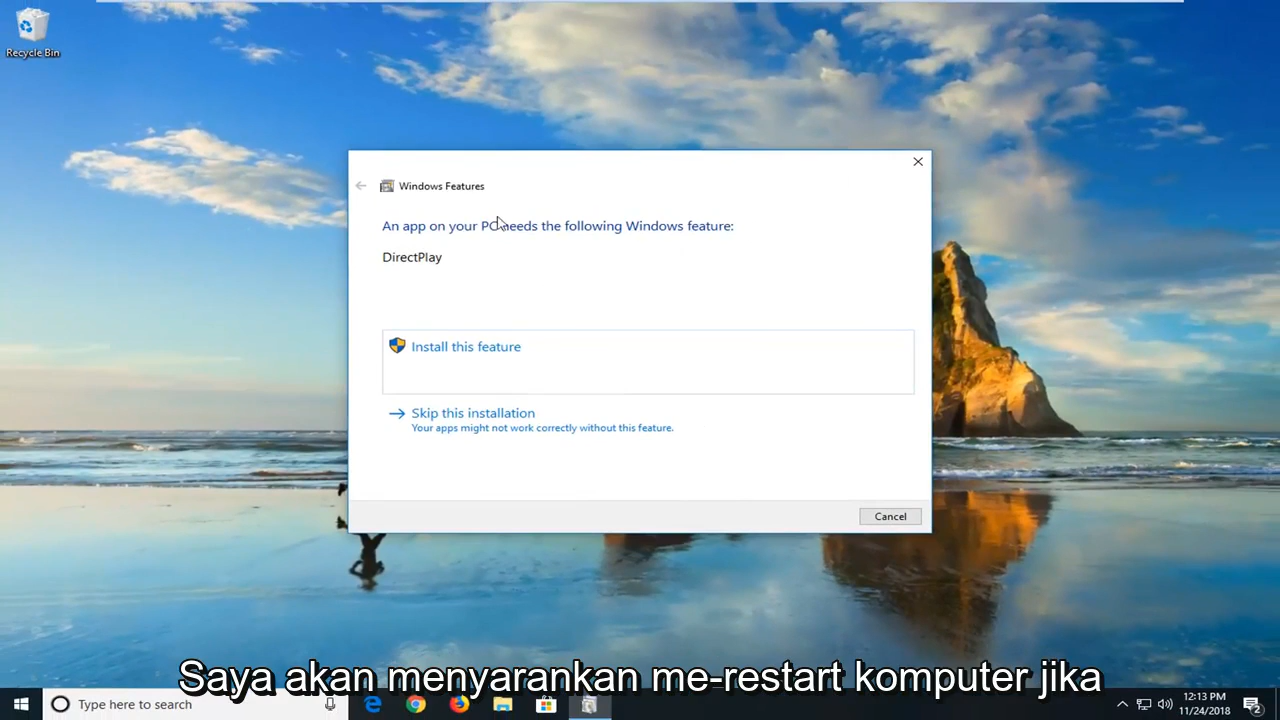 Recycle Bin
Windows Features
An app on your PC needs the following Windows feature:
DirectPlay
Install this feature
Skip this installation
Your apps might not work correctly without this feature.
Cancel
Saya akan menyarankan me-restart komputer jika
Type here to search
12:13 PM
11/24/2018
2